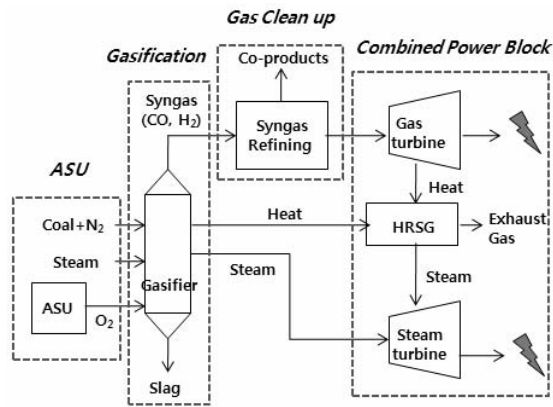 Gas Clean up
Combined Power Block
Gasification
Co-products
Syngas
(CO, H₂)
Syngas
Refining
Gas
turbine
ASU
Heat
Coal+N₂
Heat
HRSG
Exhaust
Gas
Steam
Gasifier
Steam
Steam
ASU
O₂
Steam
turbine
Slag